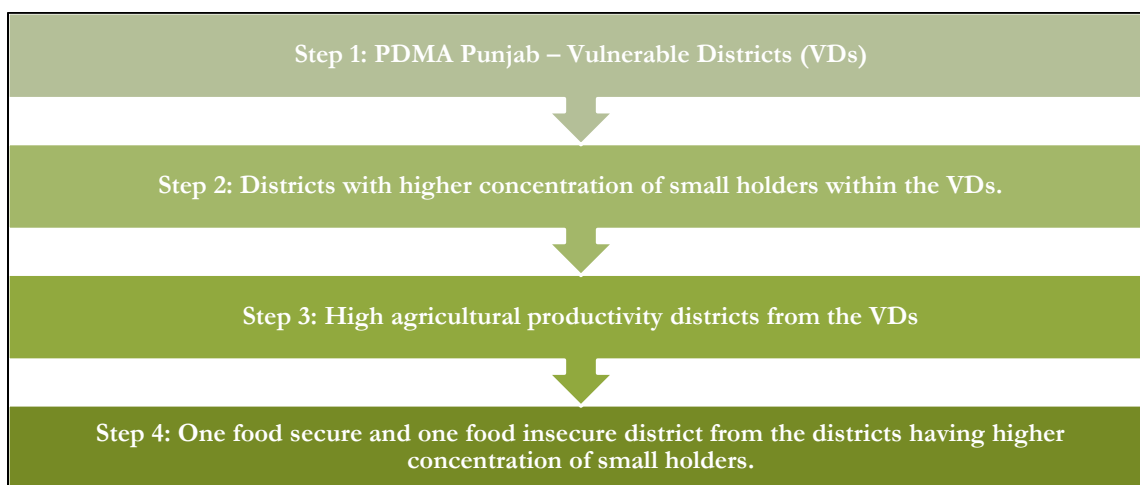 Step 1: PDMA Punjab – Vulnerable Districts (VDs)
Step 2: Districts with higher concentration of small holders within the VDs.
Step 3: High agricultural productivity districts from the VDs
Step 4: One food secure and one food insecure district from the districts having higher
concentration of small holders.